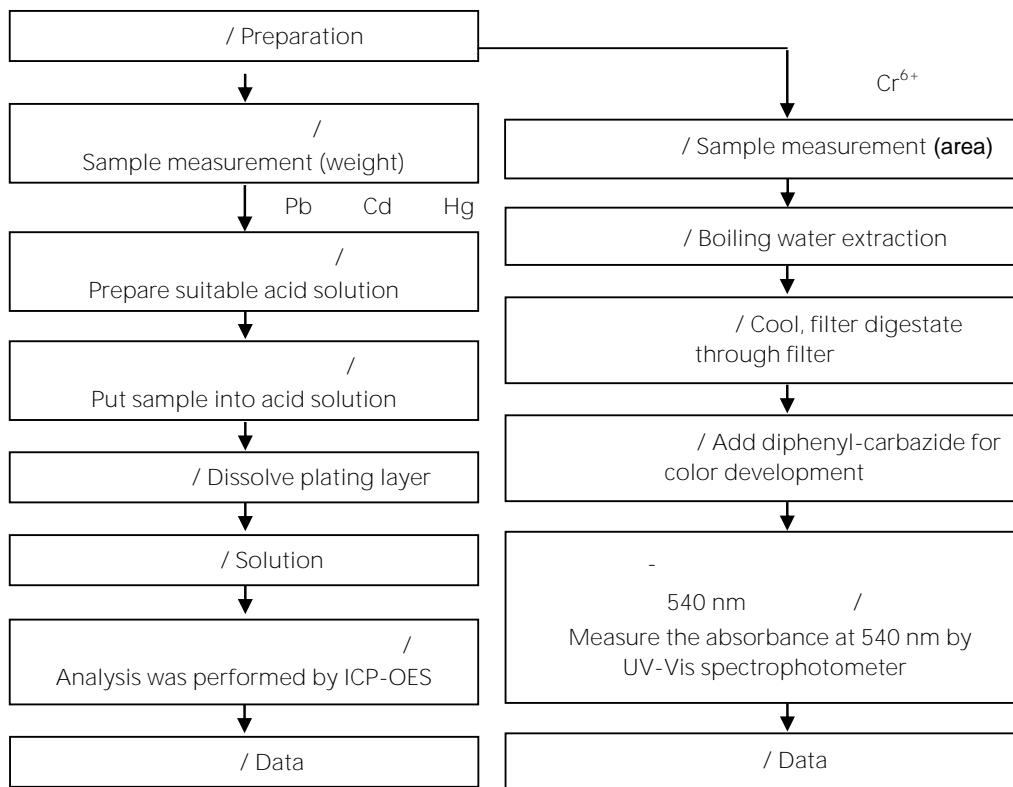 / Preparation
/
Sample measurement (weight)
Pb Cd Hg
/
Prepare suitable acid solution
/
Put sample into acid solution
/ Dissolve plating layer
/ Solution
/
Analysis was performed by ICP-OES
/ Data
Cr⁶⁺
/ Sample measurement (area)
/ Boiling water extraction
/ Cool, filter digestate
through filter
/ Add diphenyl-carbazide for
color development
-
540 nm /
Measure the absorbance at 540 nm by
UV-Vis spectrophotometer
/ Data